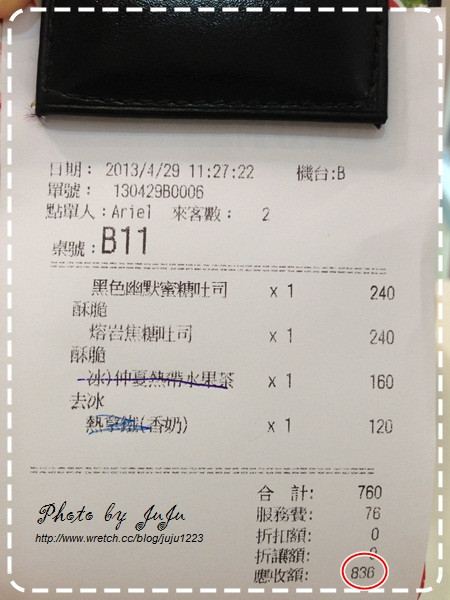 日期： 2013/4/29 11:27:22 機台:B
單號： 130429B0006
點單人：Ariel 來客數： 2
桌號：B11
黑色幽默蜜糖吐司 x 1 240
酥脆
熔岩焦糖吐司 x 1 240
酥脆
冰)仲夏熱帶水果茶 x 1 160
去冰
(香奶) x 1 120
合 計： 760
服務費： 76
折扣額： 0
折讓額： 0
應收額： 836
Photo by JuJu
http://www.wretch.cc/blog/juju1223